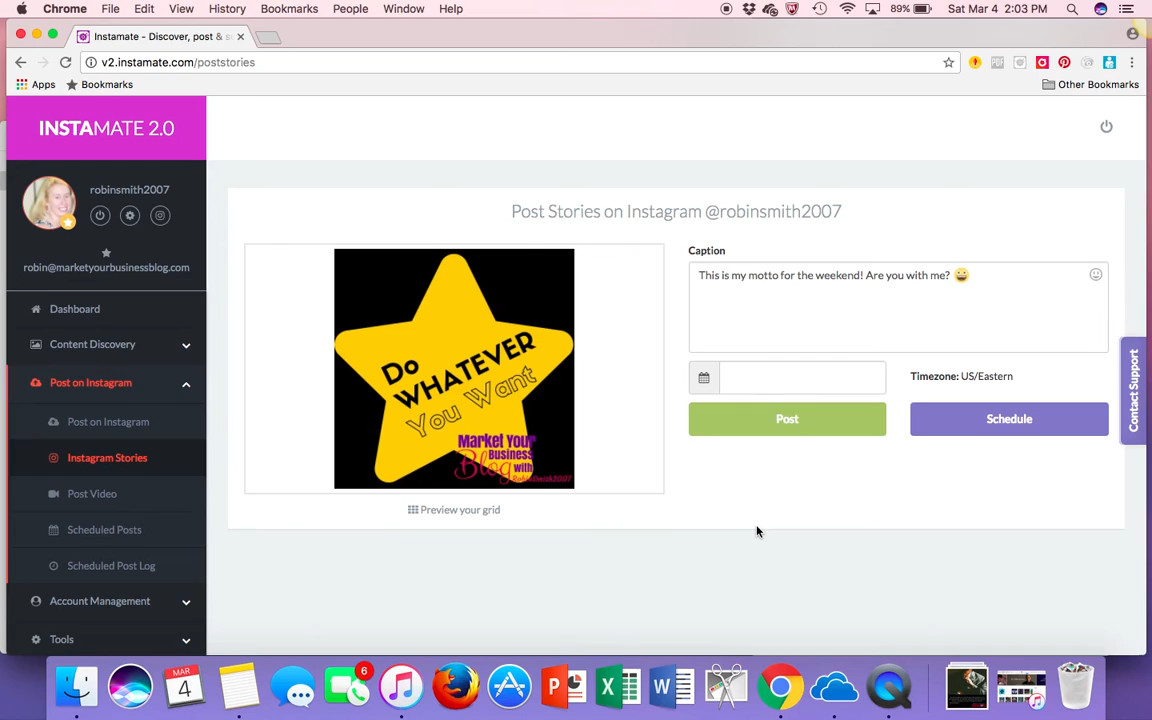 Chrome File Edit View History Bookmarks People Window Help 89% Sat Mar 4 2:03 PM
Instamate - Discover, post & s
v2.instamate.com/poststories
Apps Bookmarks Other Bookmarks
INSTAMATE 2.0
robinsmith2007
robin@marketyourbusinessblog.com
Dashboard
Content Discovery
Post on Instagram
Post on Instagram
Instagram Stories
Post Video
Scheduled Posts
Scheduled Post Log
Account Management
Tools
Post Stories on Instagram @robinsmith2007
Do
WHATEVER
You Want
Market Your
Business
Blog with
RobinSmith2007
Preview your grid
Caption
This is my motto for the weekend! Are you with me? 😀
Timezone: US/Eastern
Post Schedule
Contact Support
MAR
4
6